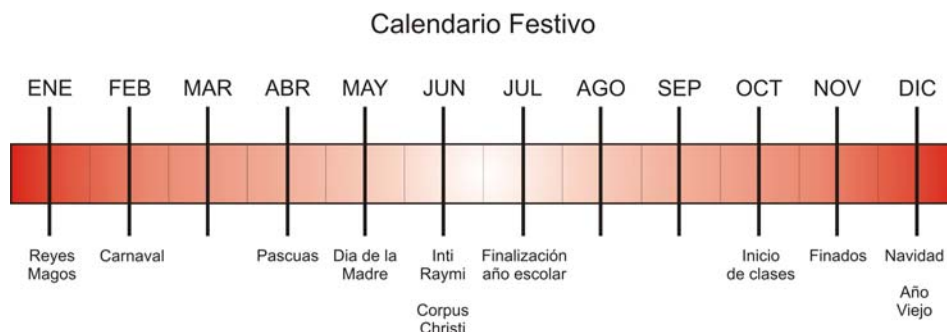 Calendario Festivo
ENE FEB MAR ABR MAY JUN JUL AGO SEP OCT NOV DIC
Reyes
Magos
Carnaval
Pascuas
Dia de la
Madre
Inti
Raymi
Corpus
Christi
Finalización
año escolar
Inicio
de clases
Finados
Navidad
Año
Viejo